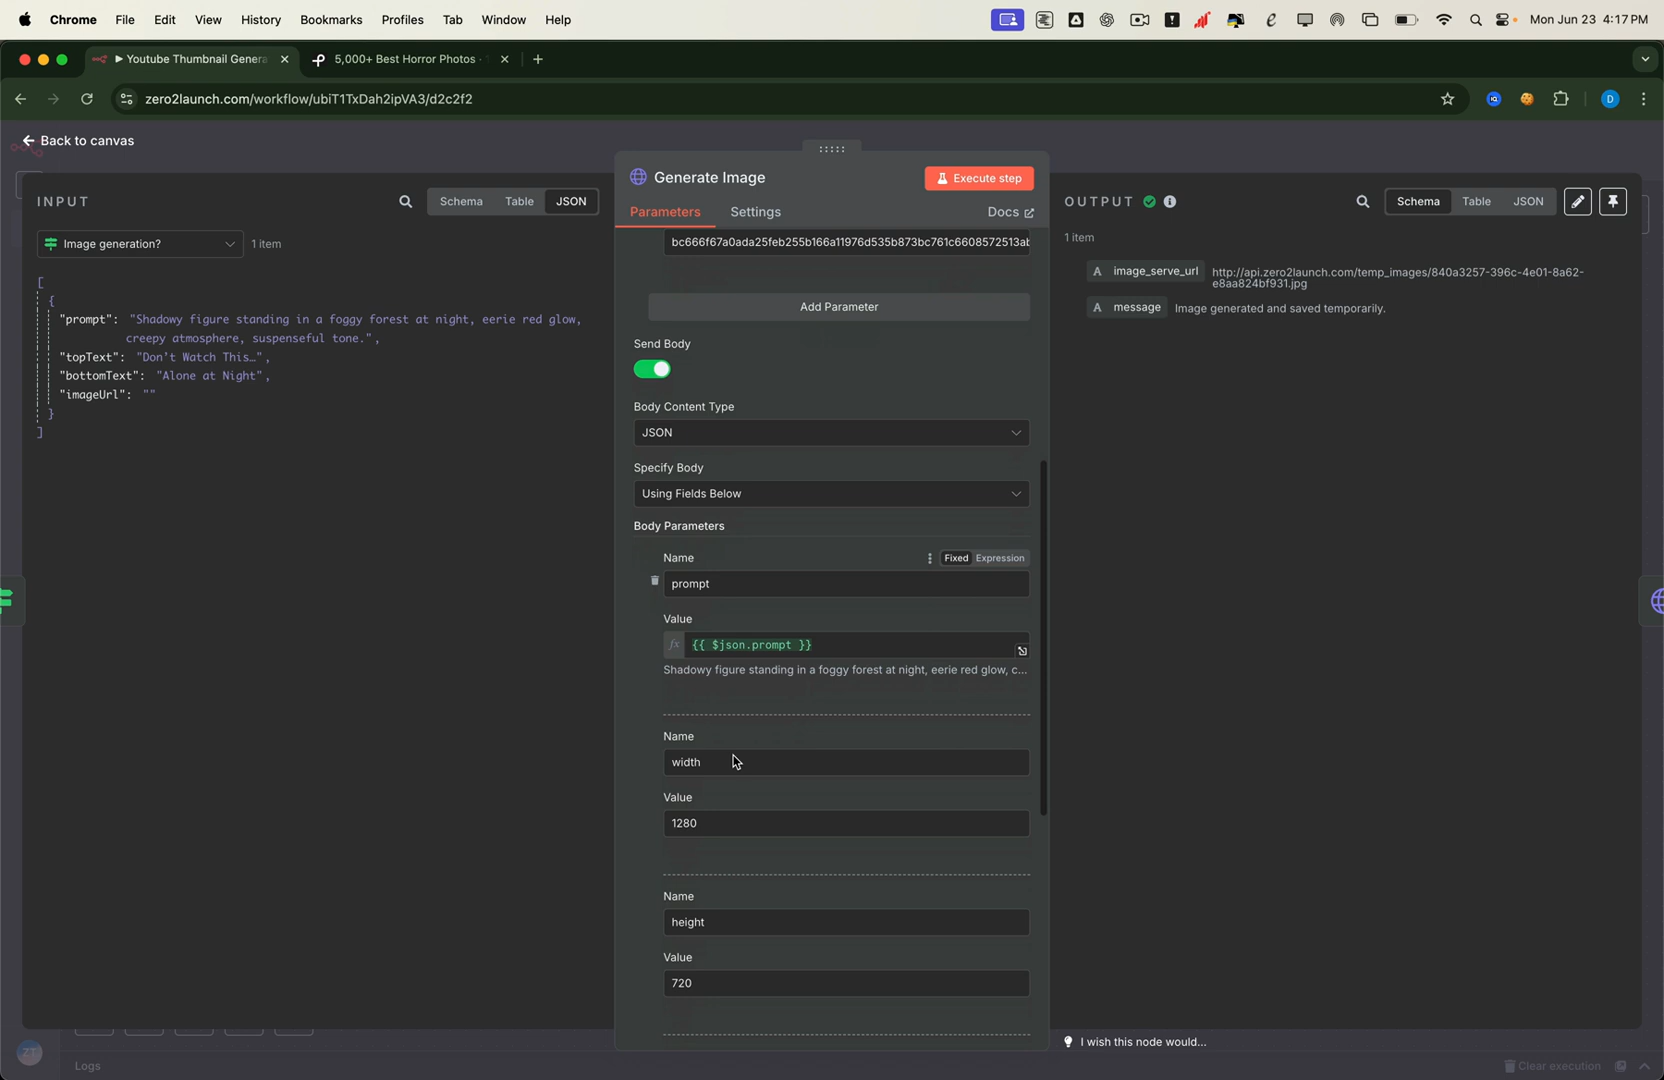 Chrome File Edit View History Bookmarks Profiles Tab Window Help Mon Jun 23 4:17 PM
Youtube Thumbnail Genera 5,000+ Best Horror Photos ·
zero2launch.com/workflow/ubiT1TxDah2ipVA3/d2c2f2 D
Back to canvas
Generate Image Execute step
INPUT Schema Table JSON
Parameters Settings Docs
OUTPUT Schema Table JSON
Image generation? 1 item
bc666f67a0ada25feb255b166a11976d535b873bc761c6608572513ab
1 item
[
{
"prompt": "Shadowy figure standing in a foggy forest at night, eerie red glow,
creepy atmosphere, suspenseful tone.",
"topText": "Don't Watch This…",
"bottomText": "Alone at Night",
"imageUrl": ""
}
]
A image_serve_url http://api.zero2launch.com/temp_images/840a3257-396c-4e01-8a62-
e8aa824bf931.jpg
A message Image generated and saved temporarily.
Add Parameter
Send Body
Body Content Type
JSON
Specify Body
Using Fields Below
Body Parameters
Name Fixed Expression
prompt
Value
fx {{ $json.prompt }}
Shadowy figure standing in a foggy forest at night, eerie red glow, c...
Name
width
Value
1280
Name
height
Value
720
I wish this node would...
ZT
Logs Clear execution